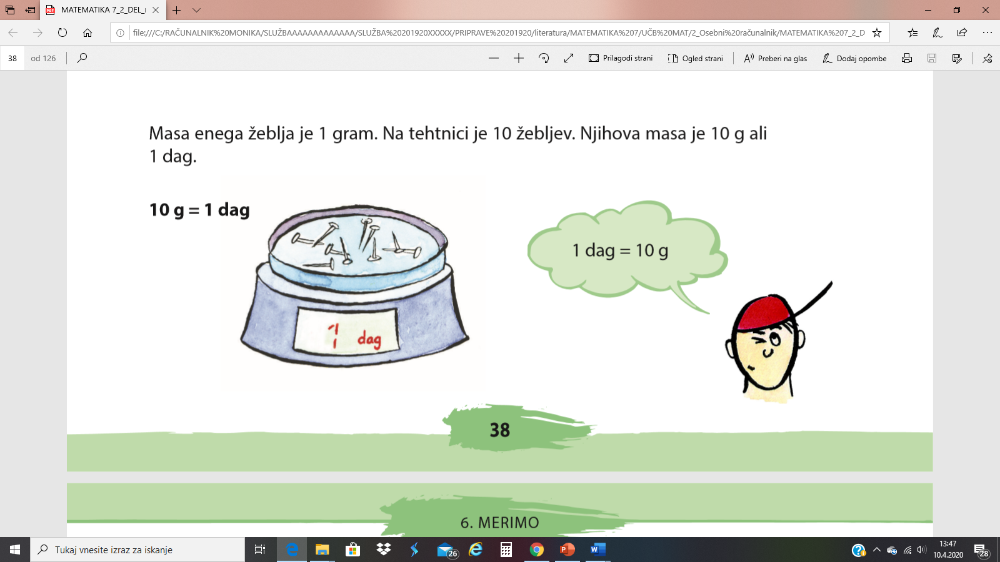 MATEMATIKA 7_2_DEL_
file:///C:/RAČUNALNIK%20MONIKA/SLUŽBAAAAAAAAAAAAA/SLUŽBA%20201920XXXXX/PRIPRAVE%20201920/literatura/MATEMATIKA%207/UČB%20MAT/2_Osebni%20računalnik/MATEMATIKA%207_2_D
38 od 126 Prilagodi strani Ogled strani Preberi na glas Dodaj opombe
Masa enega žeblja je 1 gram. Na tehtnici je 10 žebljev. Njihova masa je 10 g ali
1 dag.
10 g = 1 dag
1 dag = 10 g
1 dag
38
6. MERIMO
Tukaj vnesite izraz za iskanje
26
13:47
10.4.2020
28